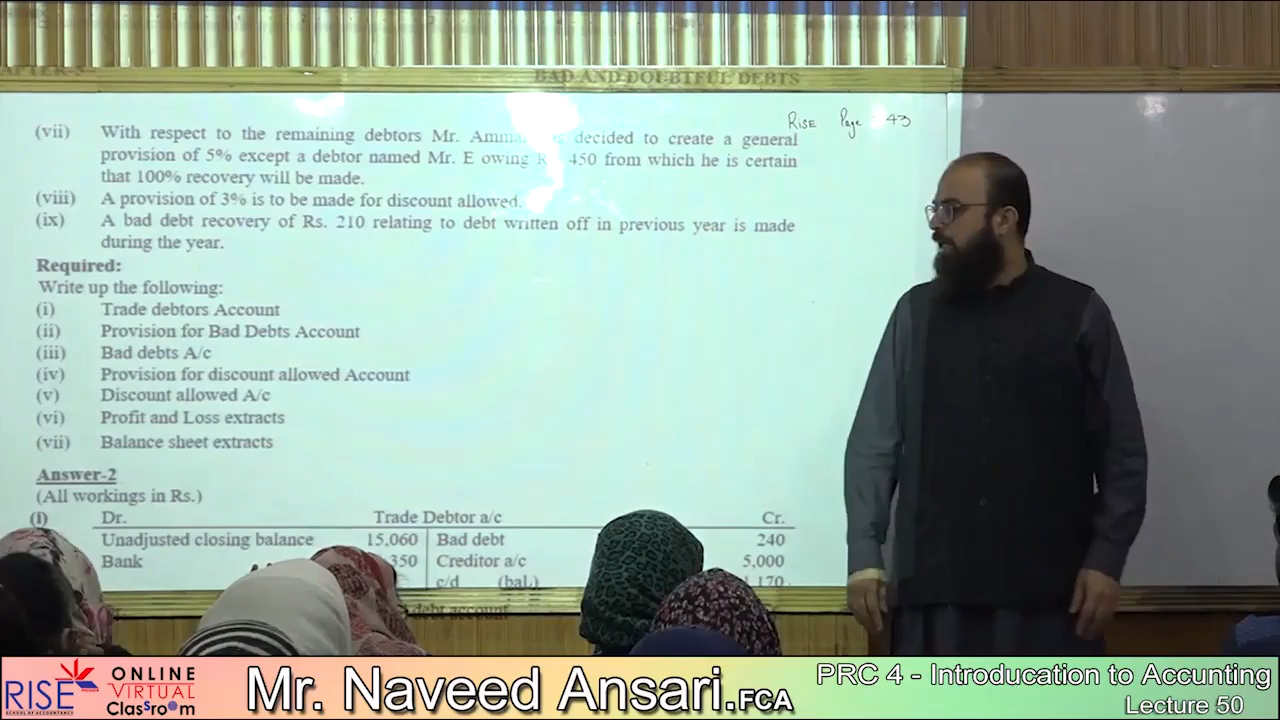 BAD AND DOUBTFUL DEBTS
RISE Page 43
(vii) With respect to the remaining debtors Mr. decided to create a general
provision of 5% except a debtor named Mr. E owing 450 from which he is certain
that 100% recovery will be made.
(viii) A provision of 3% is to be made for discount allowed.
(ix) A bad debt recovery of Rs. 210 relating to debt written off in previous year is made
during the year.
Required:
Write up the following:
(i) Trade debtors Account
(ii) Provision for Bad Debts Account
(iii) Bad debts A/c
(iv) Provision for discount allowed Account
(v) Discount allowed A/c
(vi) Profit and Loss extracts
(vii) Balance sheet extracts
Answer-2
(All workings in Rs.)
(i) Dr. Trade Debtor a/c Cr.
Unadjusted closing balance 15,060 Bad debt 240
Bank 350 Creditor a/c 5,000
c/d (bal.)
debt account
RISE
SCHOOL OF ACCOUNTANCY
ONLINE
VIRTUAL
Classroom
Mr. Naveed Ansari.FCA
PRC 4 - Introducation to Accunting
Lecture 50